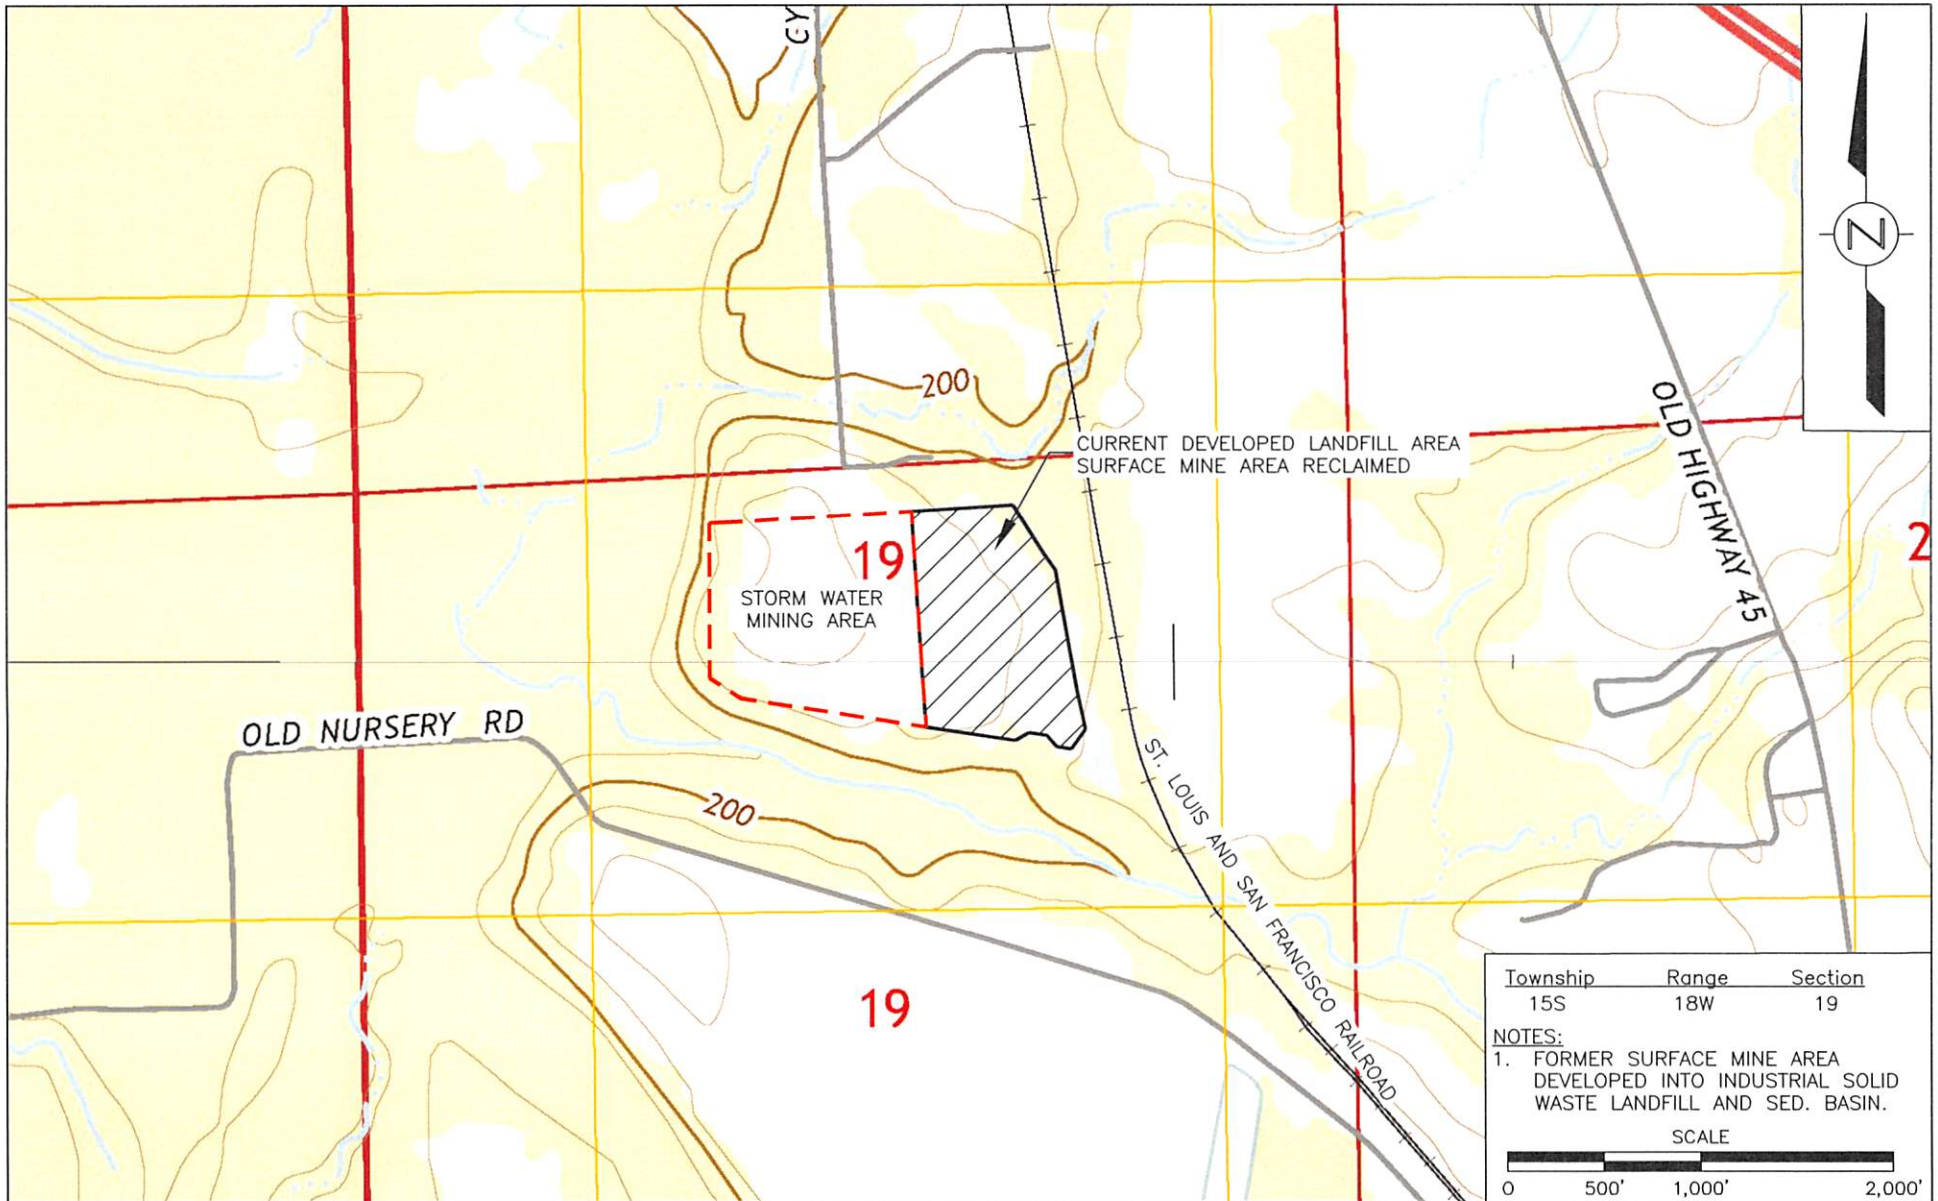 CY
N
200
CURRENT DEVELOPED LANDFILL AREA
SURFACE MINE AREA RECLAIMED
OLD HIGHWAY 45
2
19
STORM WATER
MINING AREA
OLD NURSERY RD
200
ST. LOUIS AND SAN FRANCISCO RAILROAD
19
Township Range Section
15S 18W 19
NOTES:
1. FORMER SURFACE MINE AREA
DEVELOPED INTO INDUSTRIAL SOLID
WASTE LANDFILL AND SED. BASIN.
SCALE
0 500' 1,000' 2,000'